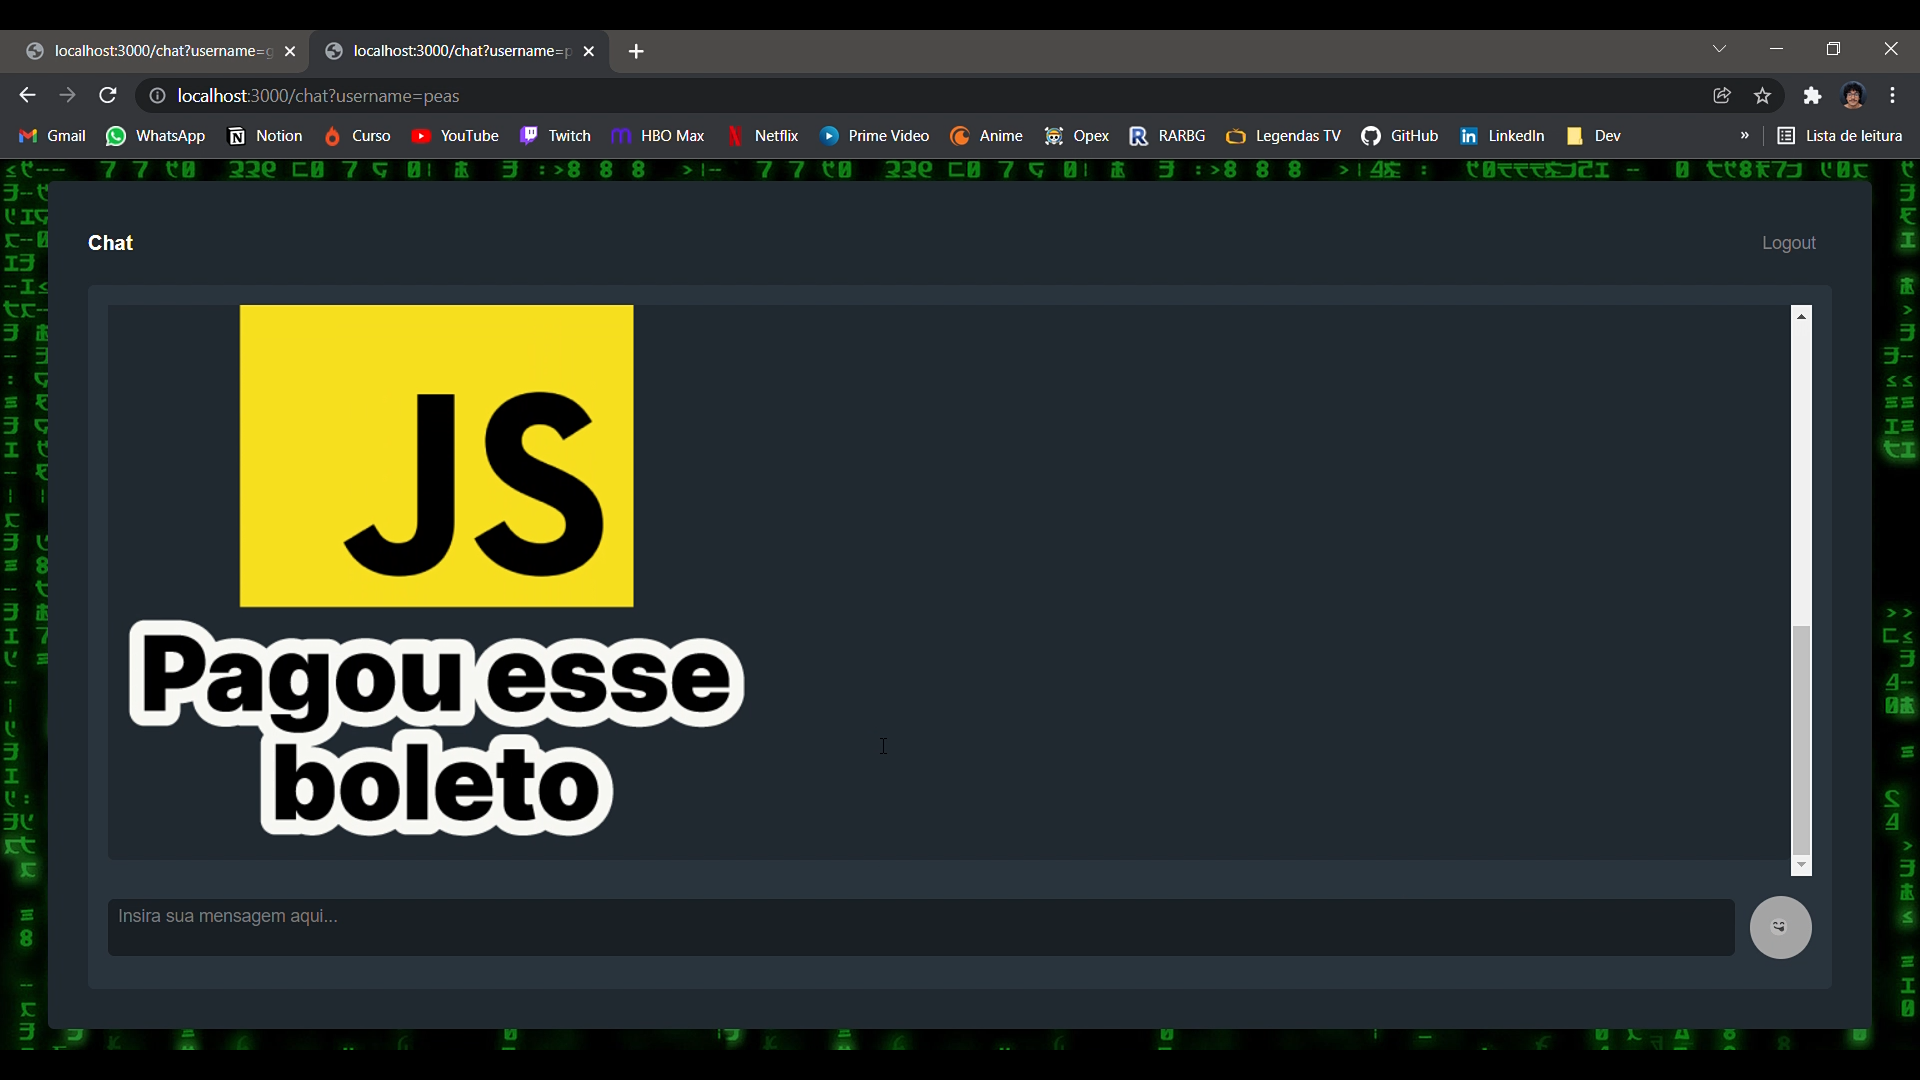 localhost:3000/chat?username=g
localhost:3000/chat?username=p
localhost:3000/chat?username=peas
Gmail WhatsApp Notion Curso YouTube Twitch HBO Max Netflix Prime Video Anime Opex RARBG Legendas TV GitHub LinkedIn Dev » Lista de leitura
Chat
Logout
JS
Pagou esse
boleto
Insira sua mensagem aqui...